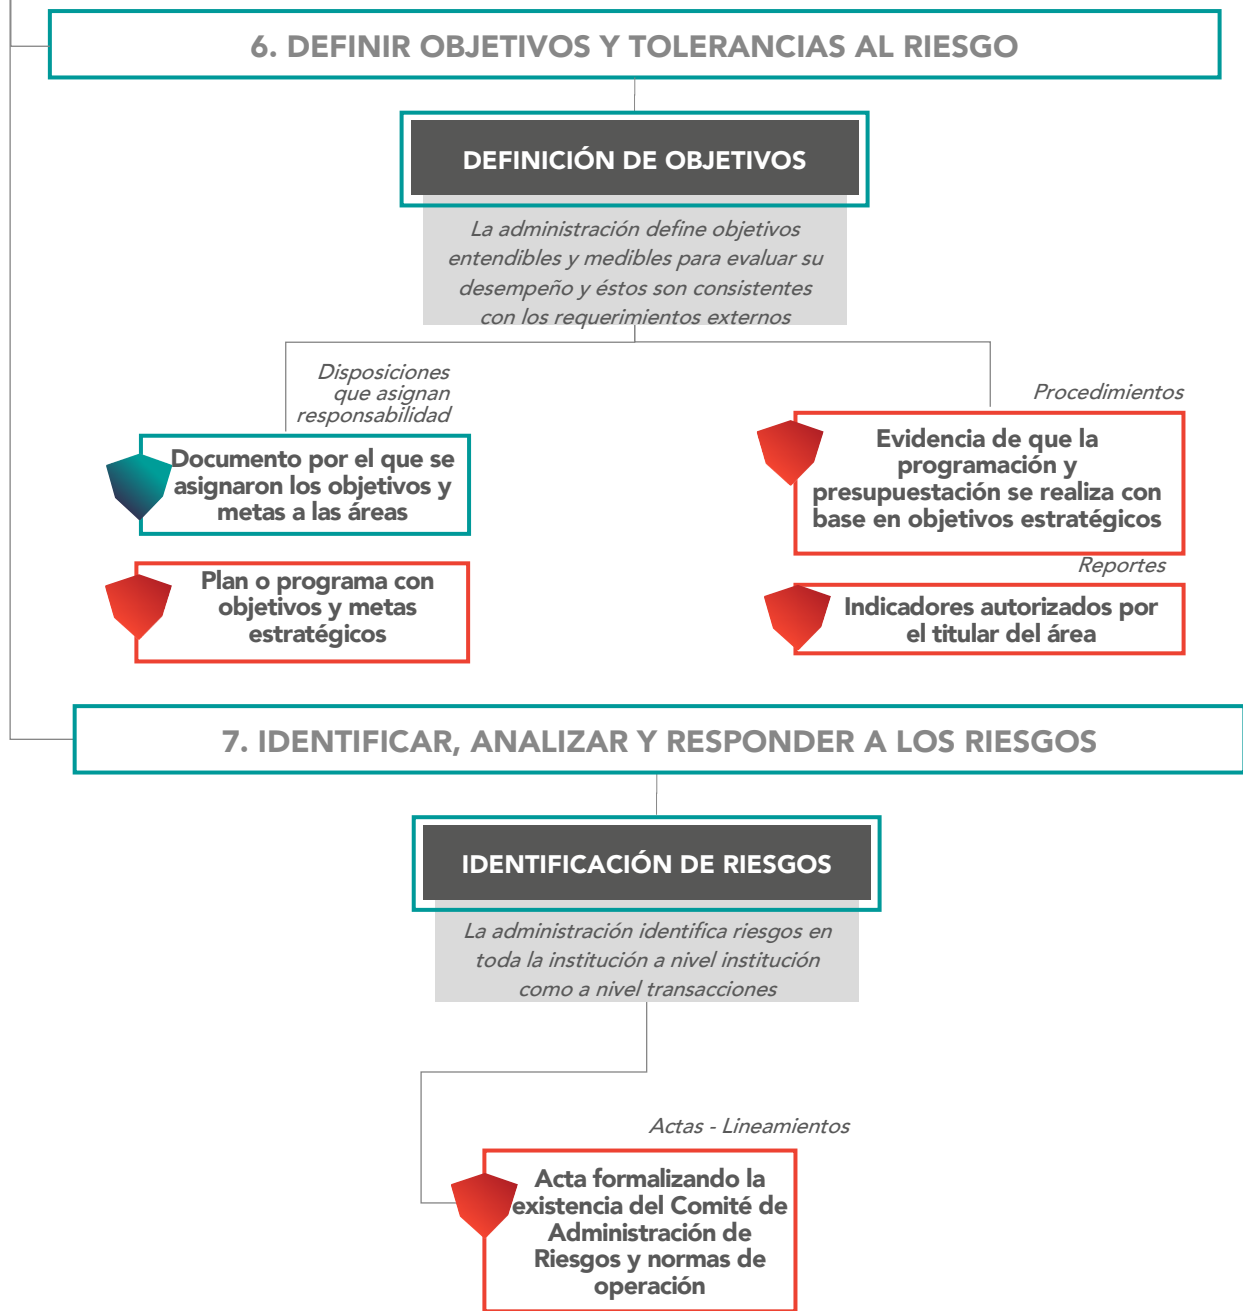 6. DEFINIR OBJETIVOS Y TOLERANCIAS AL RIESGO
DEFINICIÓN DE OBJETIVOS
La administración define objetivos
entendibles y medibles para evaluar su
desempeño y éstos son consistentes
con los requerimientos externos
Disposiciones
que asignan
responsabilidad
Documento por el que se
asignaron los objetivos y
metas a las áreas
Plan o programa con
objetivos y metas
estratégicos
Procedimientos
Evidencia de que la
programación y
presupuestación se realiza con
base en objetivos estratégicos
Reportes
Indicadores autorizados por
el titular del área
7. IDENTIFICAR, ANALIZAR Y RESPONDER A LOS RIESGOS
IDENTIFICACIÓN DE RIESGOS
La administración identifica riesgos en
toda la institución a nivel institución
como a nivel transacciones
Actas - Lineamientos
Acta formalizando la
existencia del Comité de
Administración de
Riesgos y normas de
operación